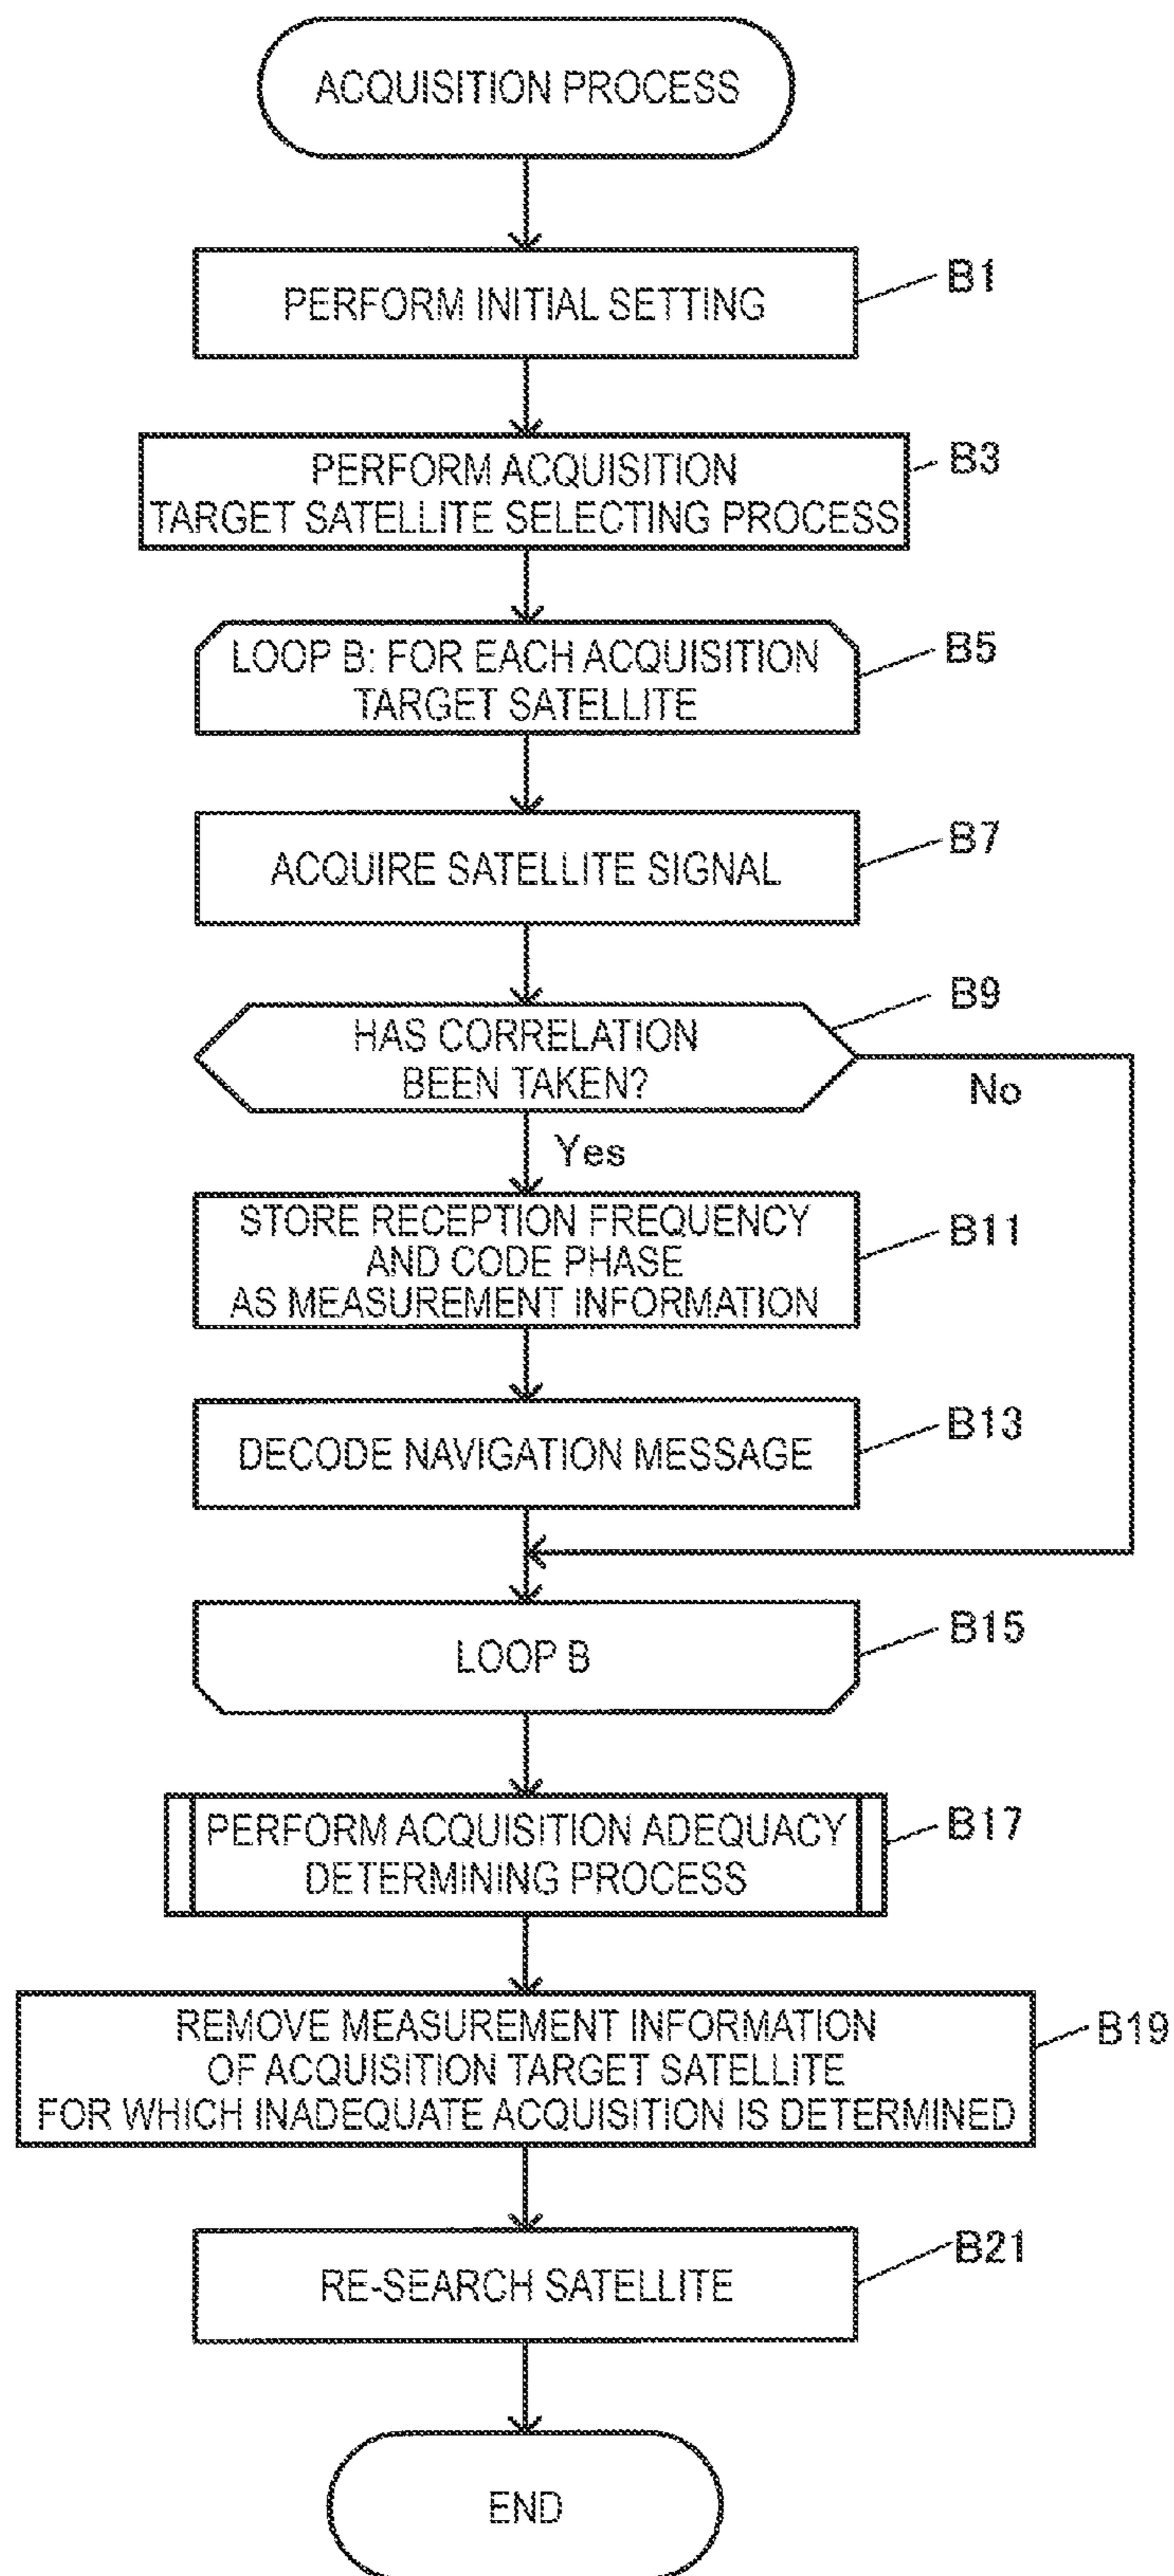 ACQUISITION PROCESS
PERFORM INITIAL SETTING
B1
PERFORM ACQUISITION
TARGET SATELLITE SELECTING PROCESS
B3
LOOP B: FOR EACH ACQUISITION
TARGET SATELLITE
B5
ACQUIRE SATELLITE SIGNAL
B7
HAS CORRELATION
BEEN TAKEN?
B9
No
Yes
STORE RECEPTION FREQUENCY
AND CODE PHASE
AS MEASUREMENT INFORMATION
B11
DECODE NAVIGATION MESSAGE
B13
LOOP B
B15
PERFORM ACQUISITION ADEQUACY
DETERMINING PROCESS
B17
REMOVE MEASUREMENT INFORMATION
OF ACQUISITION TARGET SATELLITE
FOR WHICH INADEQUATE ACQUISITION IS DETERMINED
B19
RE-SEARCH SATELLITE
B21
END